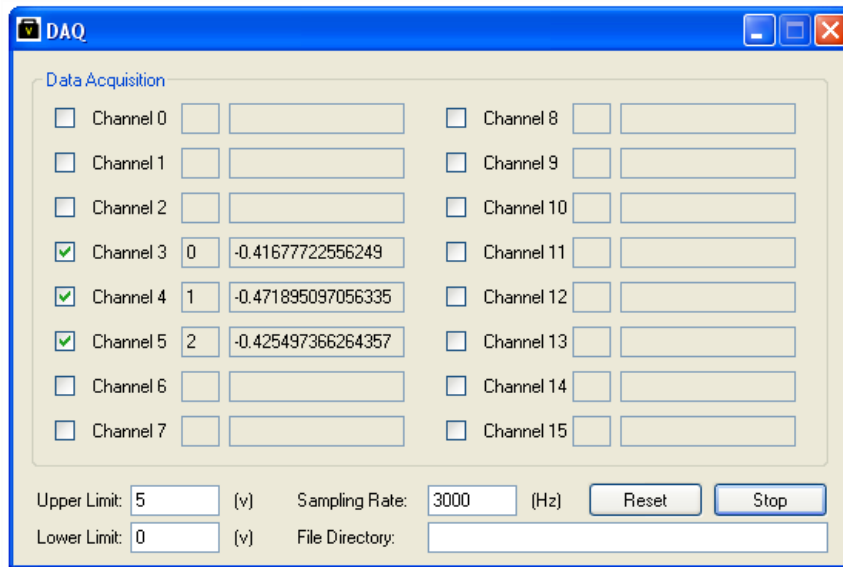 DAQ
Data Acquisition
Channel 0
Channel 1
Channel 2
Channel 3 0 -0.41677722556249
Channel 4 1 -0.471895097056335
Channel 5 2 -0.425497366264357
Channel 6
Channel 7
Channel 8
Channel 9
Channel 10
Channel 11
Channel 12
Channel 13
Channel 14
Channel 15
Upper Limit: 5 (v) Sampling Rate: 3000 (Hz) Reset Stop
Lower Limit: 0 (v) File Directory: